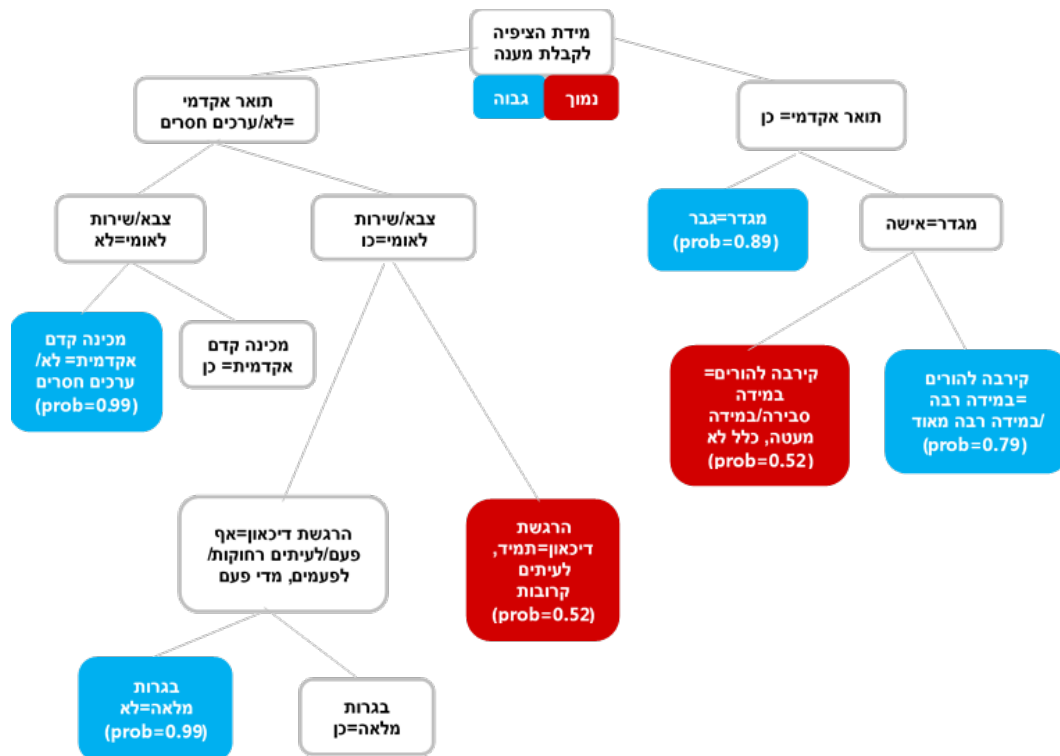 מידת הציפיה
לקבלת מענה
נמוך
גבוה
תואר אקדמי= כן
תואר אקדמי
=לא/ערכים חסרים
מגדר=גבר
(prob=0.89)
מגדר=אישה
צבא/שירות
לאומי=כו
צבא/שירות
לאומי=לא
קירבה להורים
=במידה רבה
/במידה רבה מאוד
(prob=0.79)
קירבה להורים=
במידה
סבירה/במידה
מעטה, כלל לא
(prob=0.52)
מכינה קדם
אקדמית= כן
מכינה קדם
אקדמית= לא/
ערכים חסרים
(prob=0.99)
הרגשת
דיכאון=תמיד,
לעיתים
קרובות
(prob=0.52)
הרגשת דיכאון=אף
פעם/לעיתים רחוקות/
לפעמים, מדי פעם
בגרות
מלאה=כן
בגרות
מלאה=לא
(prob=0.99)